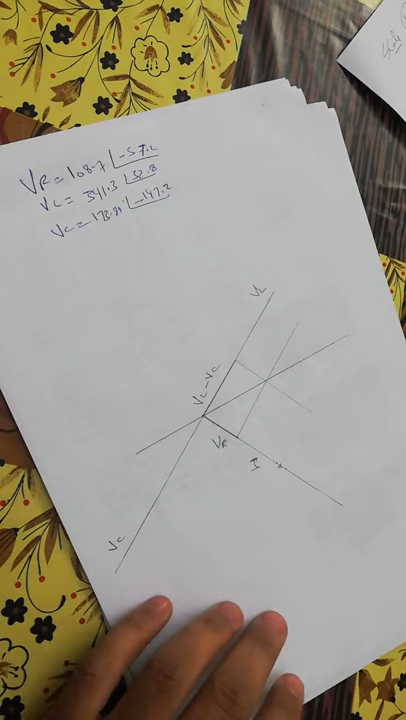 VR = 108.7 ∠-57.2
VL = 341.3 ∠32.8
VC = 173.91 ∠-147.2
VL
VL-VC
VR
I
VC